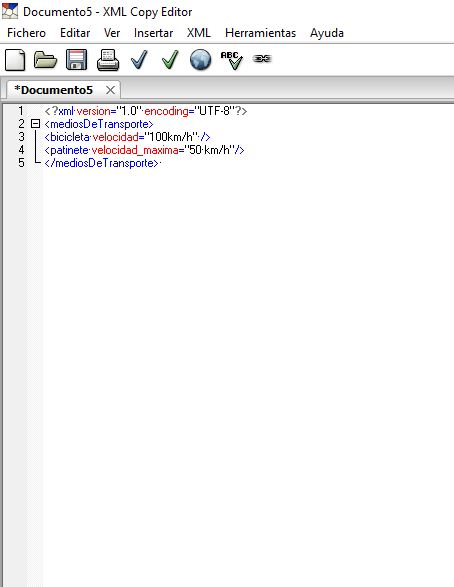 Documento5 - XML Copy Editor
Fichero Editar Ver Insertar XML Herramientas Ayuda
ABC
*Documento5
1 <?xml version="1.0" encoding="UTF-8"?>
2 <mediosDeTransporte>
3 <bicicleta velocidad="100km/h" />
4 <patinete velocidad_maxima="50 km/h"/>
5 </mediosDeTransporte>